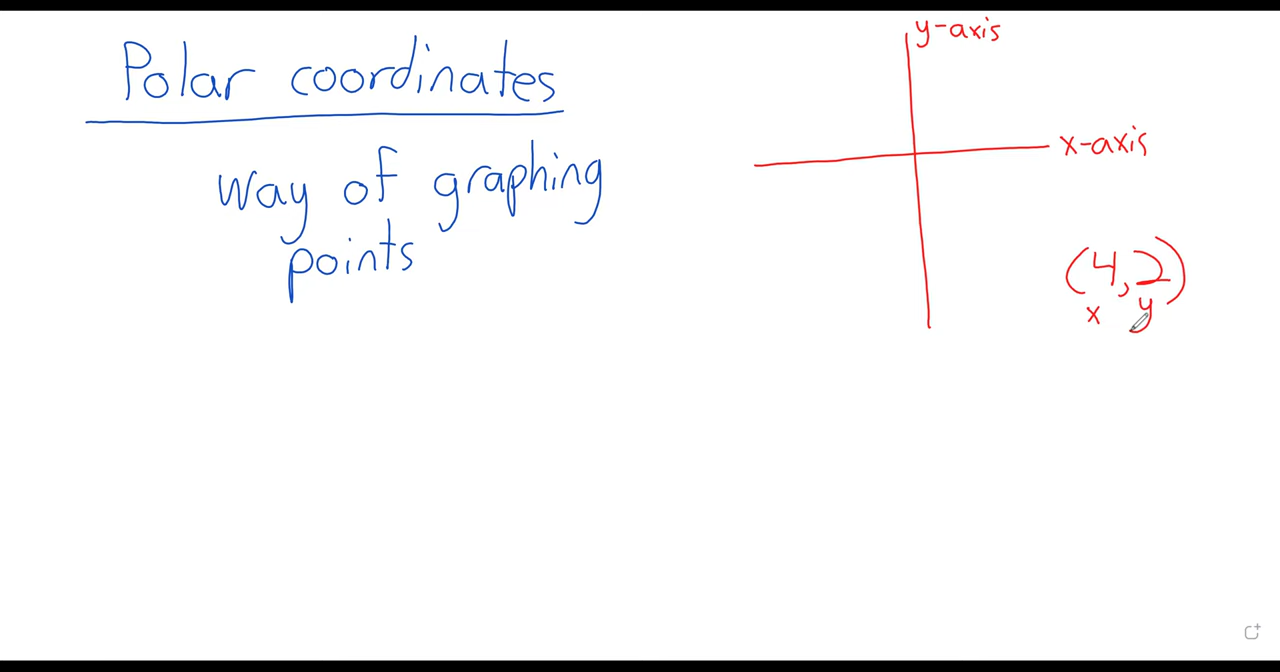 Polar coordinates
way of graphing
points
y-axis
x-axis
(4,2)
x y